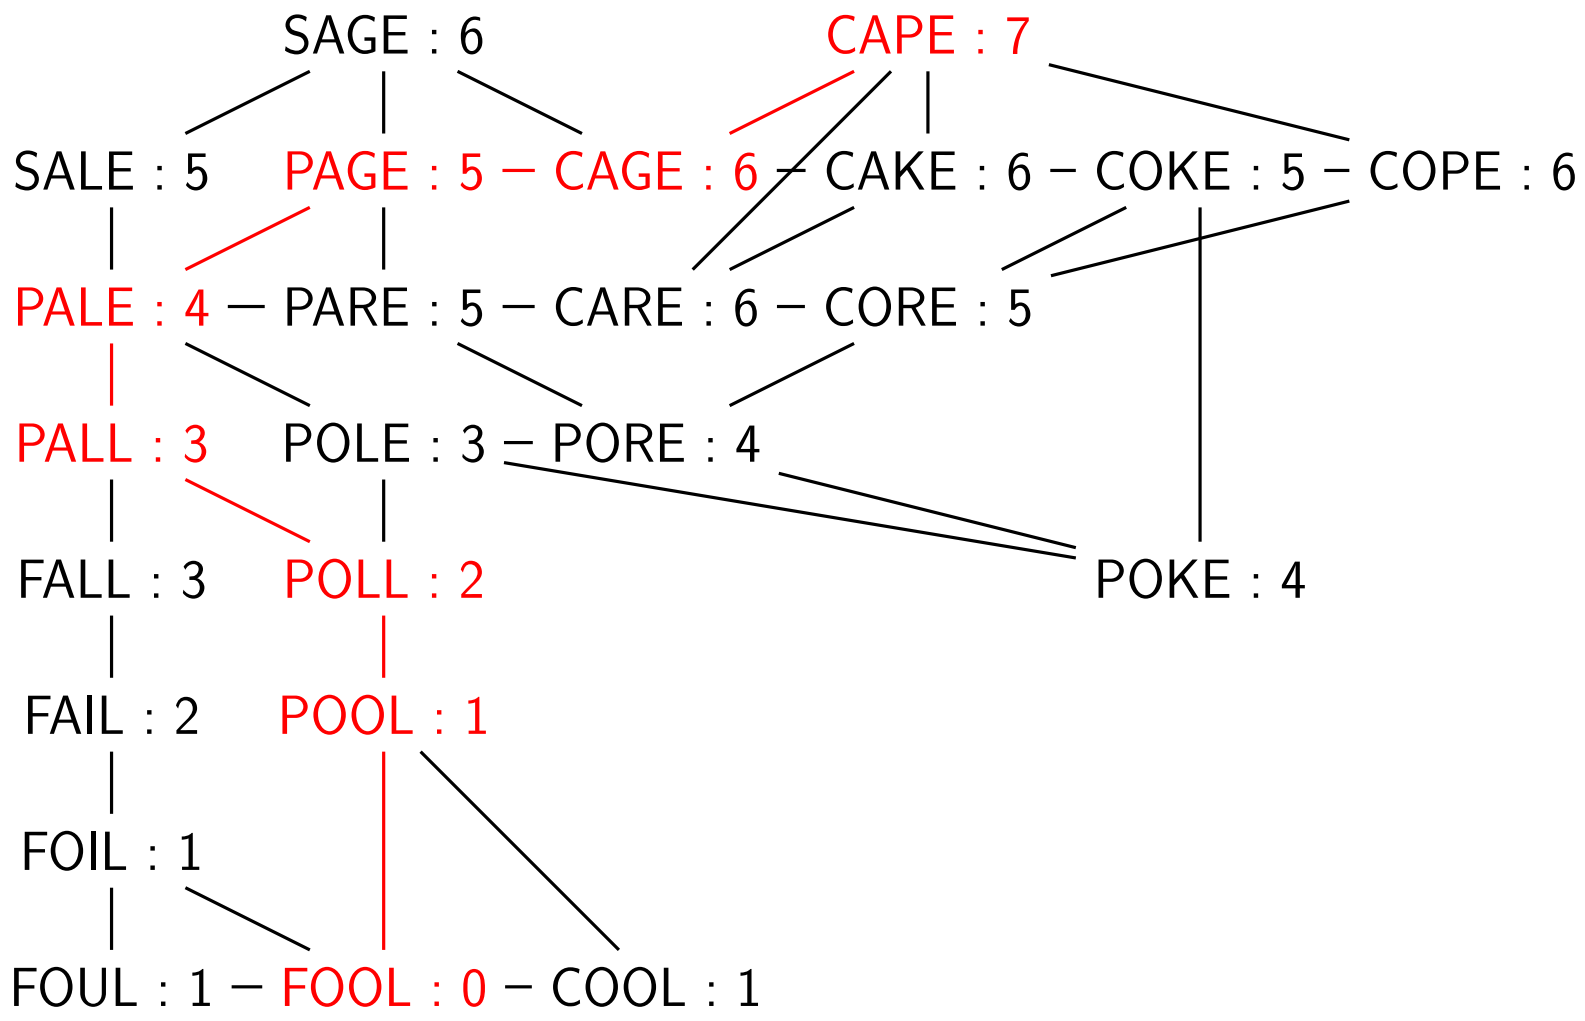 SAGE : 6 CAPE : 7
SALE : 5 PAGE : 5 CAGE : 6 CAKE : 6 COKE : 5 COPE : 6
PALE : 4 PARE : 5 CARE : 6 CORE : 5
PALL : 3 POLE : 3 PORE : 4
FALL : 3 POLL : 2 POKE : 4
FAIL : 2 POOL : 1
FOIL : 1
FOUL : 1 FOOL : 0 COOL : 1